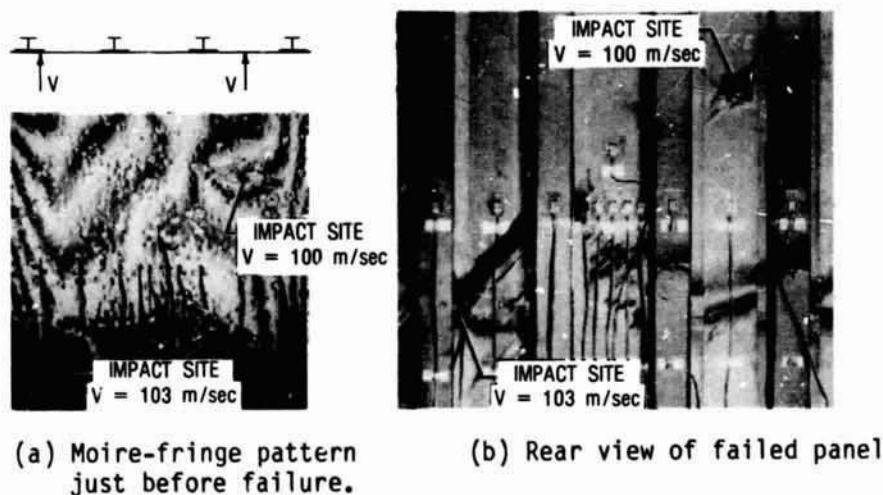 V
V
IMPACT SITE
V = 100 m/sec
IMPACT SITE
V = 103 m/sec
(a) Moire-fringe pattern
just before failure.
IMPACT SITE
V = 100 m/sec
IMPACT SITE
V = 103 m/sec
(b) Rear view of failed panel